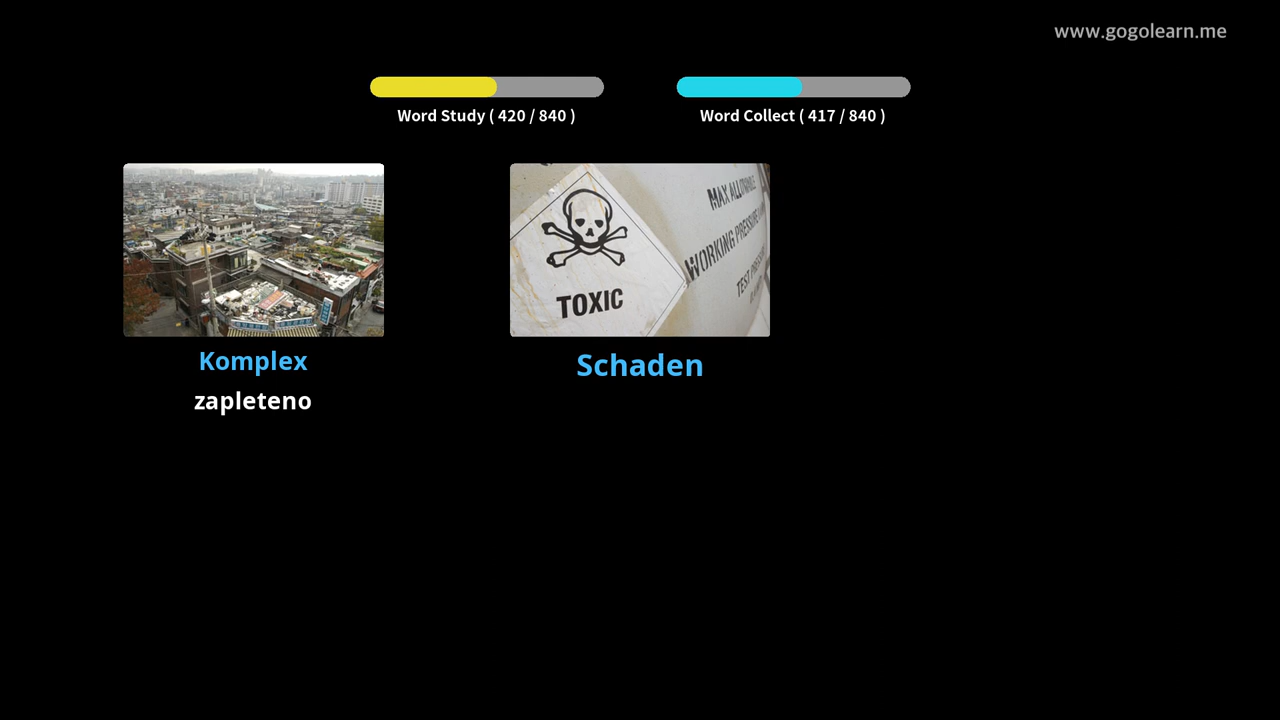 www.gogolearn.me
Word Study ( 420 / 840 )
Word Collect ( 417 / 840 )
TOXIC
MAX ALLOWABLE
WORKING PRESSURE
Komplex
zapleteno
Schaden